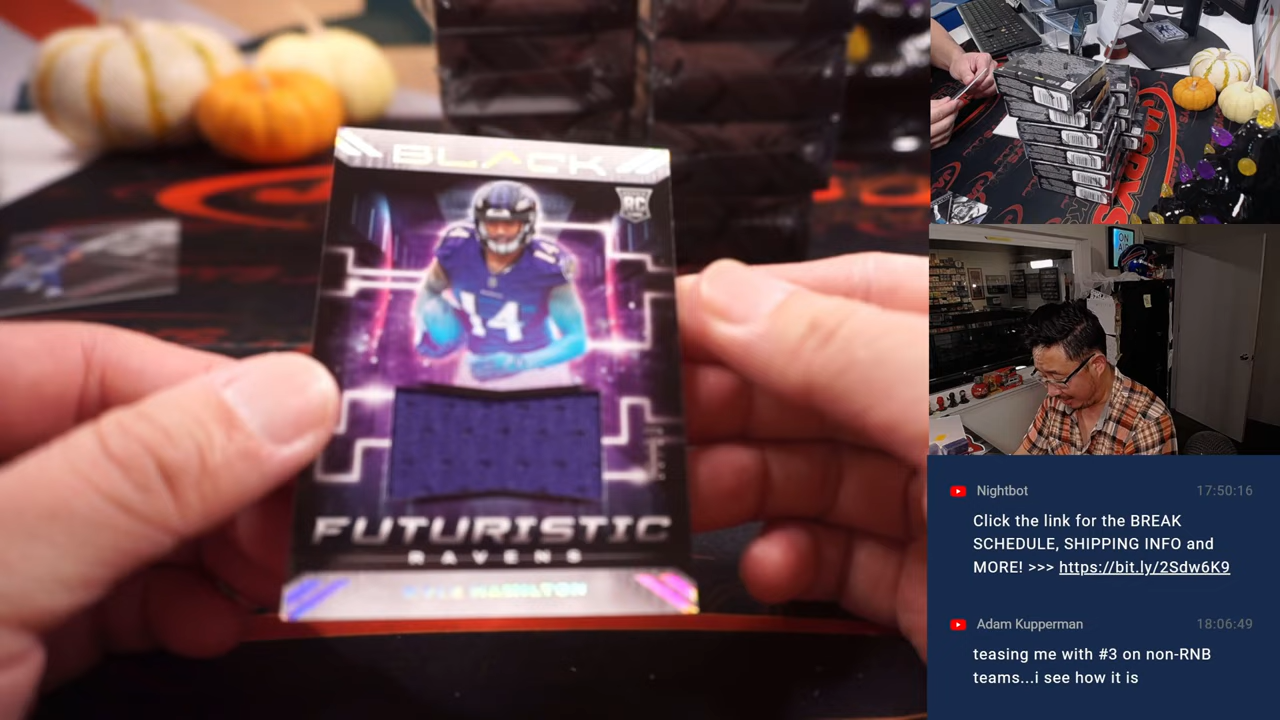 BLACK
RC
14
FUTURISTIC
RAVENS
KYLE HAMILTON
ON
AIR
Nightbot 17:50:16
Click the link for the BREAK
SCHEDULE, SHIPPING INFO and
MORE! >>> https://bit.ly/2Sdw6K9
Adam Kupperman 18:06:49
teasing me with #3 on non-RNB
teams...i see how it is